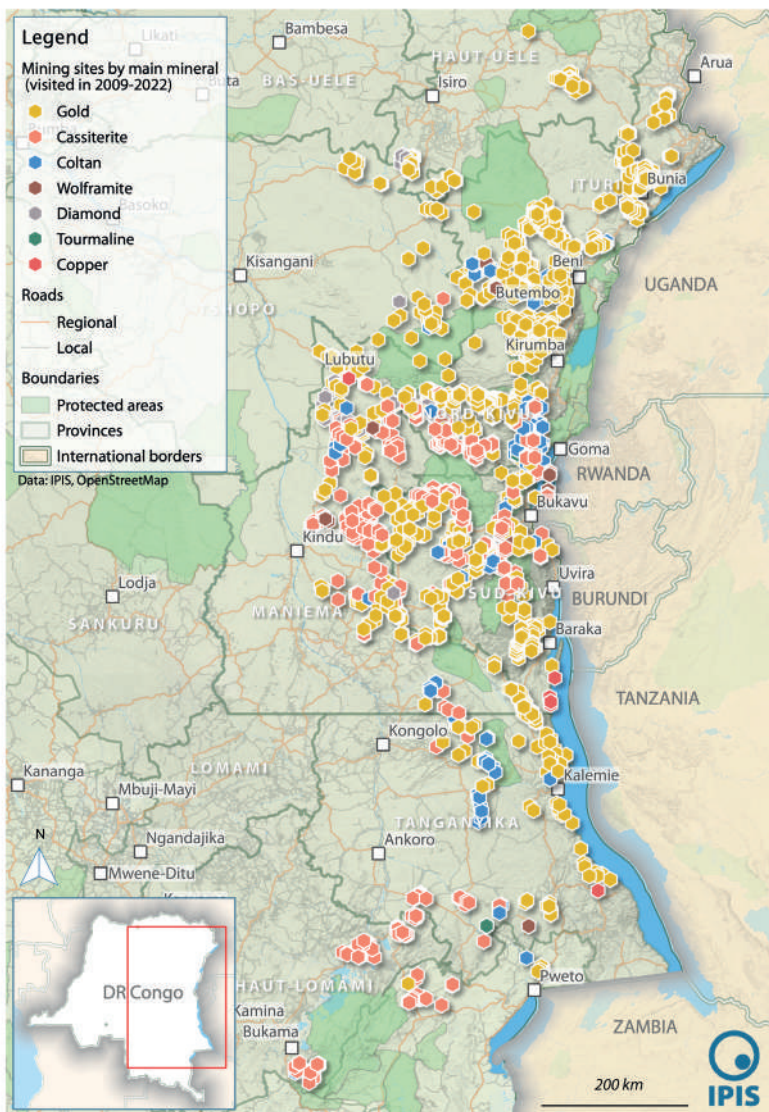 Legend
Mining sites by main mineral
(visited in 2009-2022)
Gold
Cassiterite
Coltan
Wolframite
Diamond
Tourmaline
Copper
Roads
Regional
Local
Boundaries
Protected areas
Provinces
International borders
Data: IPIS, OpenStreetMap
Likati
Bambesa
HAUT-UELE
Arua
BAS-UELE
Buta
Isiro
Bumba
ITURI
Bunia
Basoko
Kisangani
Beni
UGANDA
TSHOPO
Butembo
Kirumba
Lubutu
NORD-KIVU
Goma
RWANDA
Bukavu
Kindu
Uvira
Lodja
SUD-KIVU
BURUNDI
MANIEMA
SANKURU
Baraka
TANZANIA
Kongolo
LOMAMI
Kananga
Kalemie
Mbuji-Mayi
TANGANYIKA
N
Ngandajika
Ankoro
Mwene-Ditu
DR Congo
HAUT-LOMAMI
Pweto
Kamina
Bukama
ZAMBIA
200 km
IPIS